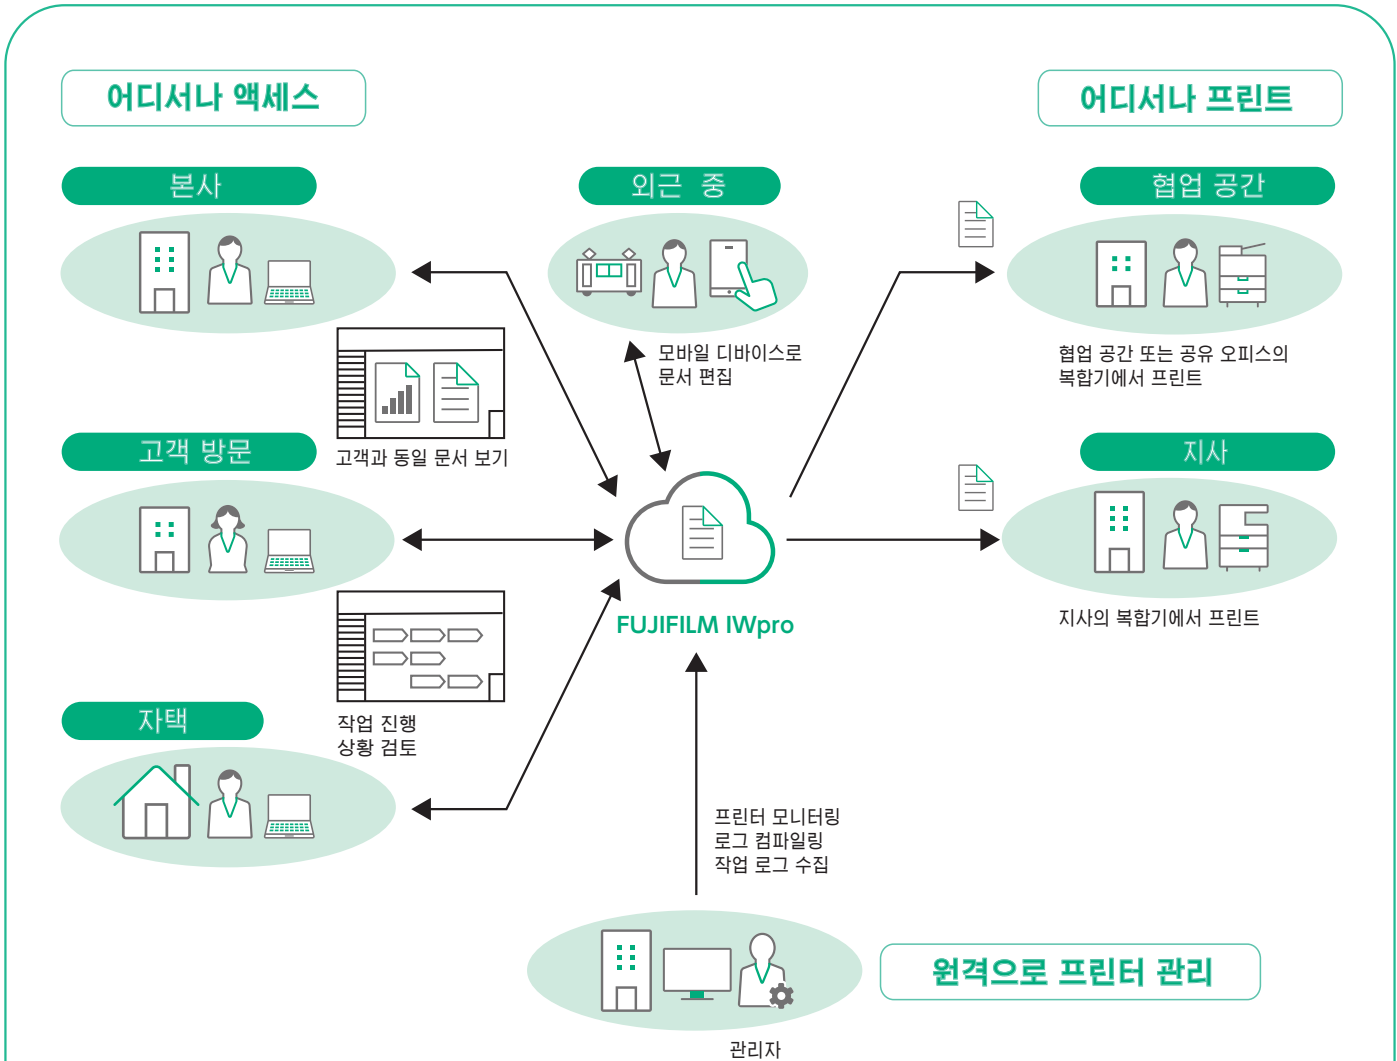 어디서나 액세스
어디서나 프린트
본사
외근 중
협업 공간
모바일 디바이스로
문서 편집
협업 공간 또는 공유 오피스의
복합기에서 프린트
고객 방문
고객과 동일 문서 보기
지사
FUJIFILM IWpro
지사의 복합기에서 프린트
자택
작업 진행
상황 검토
프린터 모니터링
로그 컴파일링
작업 로그 수집
원격으로 프린터 관리
관리자